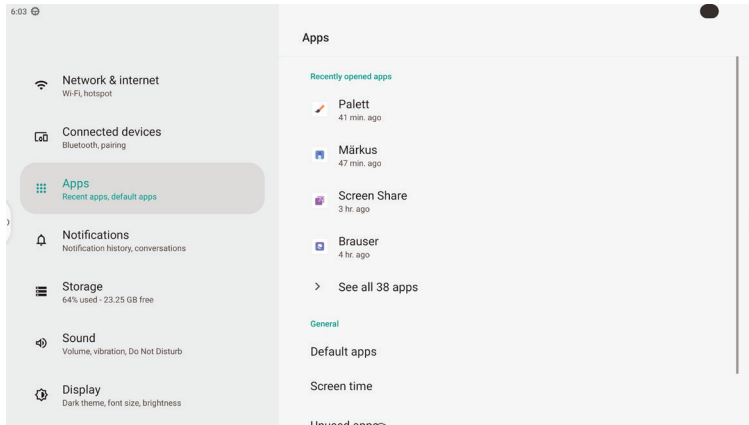 6:03
Network & internet
Wi-Fi, hotspot
Connected devices
Bluetooth, pairing
Apps
Recent apps, default apps
Notifications
Notification history, conversations
Storage
64% used - 23.25 GB free
Sound
Volume, vibration, Do Not Disturb
Display
Dark theme, font size, brightness
Apps
Recently opened apps
Palett
41 min. ago
Märkus
47 min. ago
Screen Share
3 hr. ago
Brauser
4 hr. ago
See all 38 apps
General
Default apps
Screen time
Unused apps